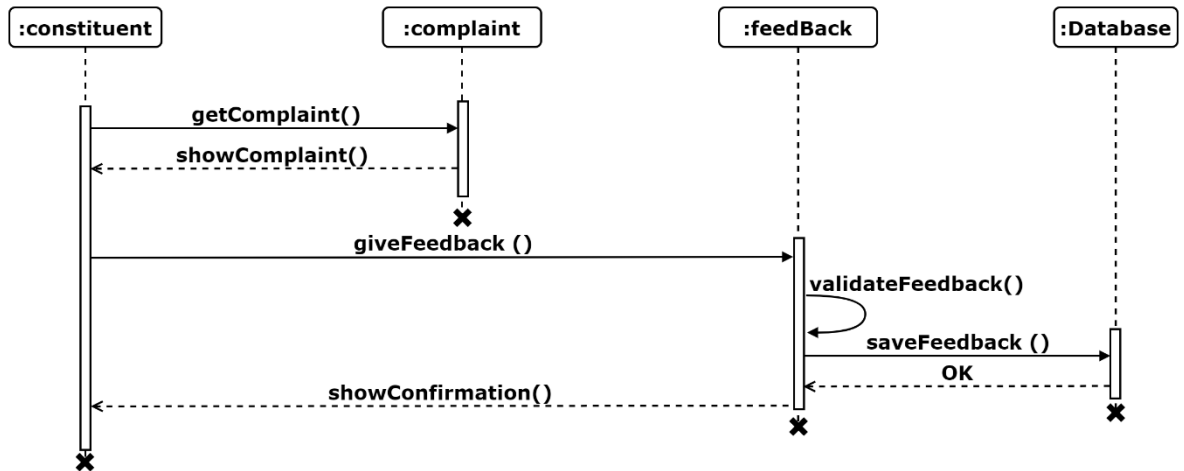 :constituent
:complaint
:feedBack
:Database
getComplaint()
showComplaint()
giveFeedback ()
validateFeedback()
saveFeedback ()
OK
showConfirmation()